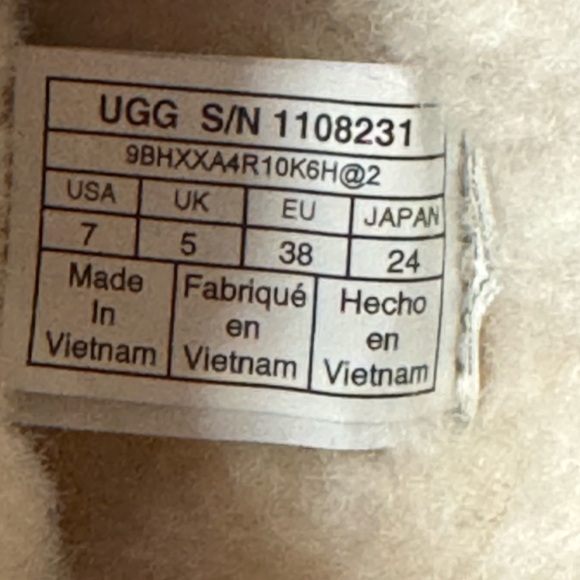 UGG S/N 1108231
9BHXXA4R10K6H@2
USA UK EU JAPAN
7 5 38 24
Made In Vietnam
Fabriqué en Vietnam
Hecho en Vietnam